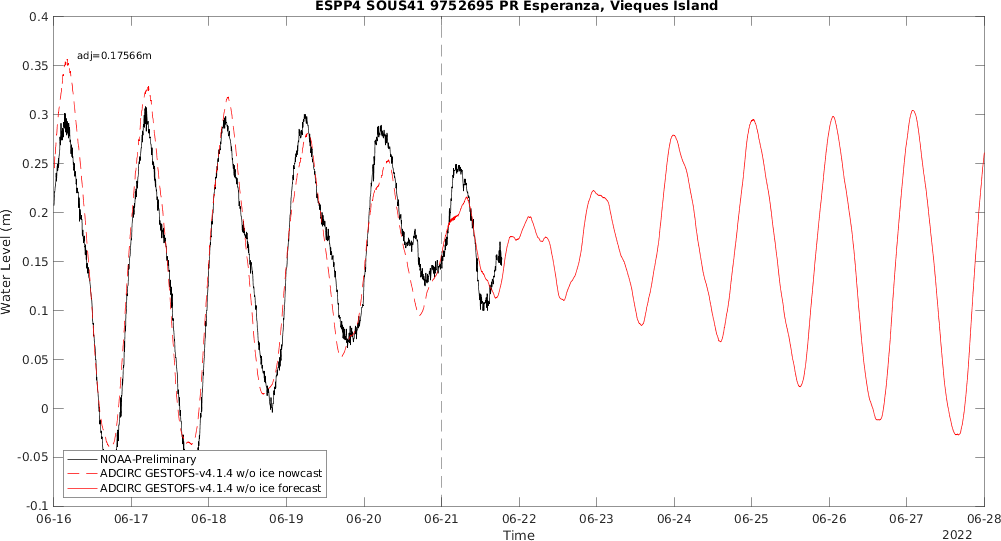 ESPP4 SOUS41 9752695 PR Esperanza, Vieques Island
0.4
0.35
0.3
0.25
0.2
0.15
0.1
0.05
0
-0.05
-0.1
Water Level (m)
adj=0.17566m
NOAA-Preliminary
ADCIRC GESTOFS-v4.1.4 w/o ice nowcast
ADCIRC GESTOFS-v4.1.4 w/o ice forecast
06-16 06-17 06-18 06-19 06-20 06-21 06-22 06-23 06-24 06-25 06-26 06-27 06-28
Time
2022